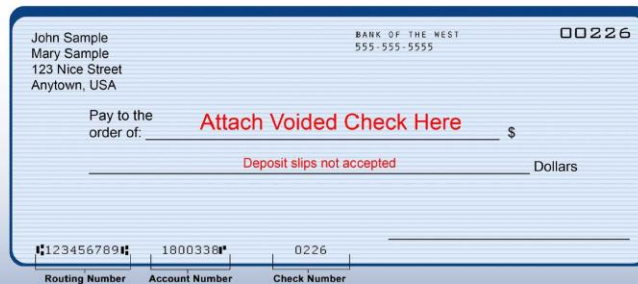 John Sample
Mary Sample
123 Nice Street
Anytown, USA
BANK OF THE WEST
555-555-5555
00226
Pay to the
order of: Attach Voided Check Here $
Deposit slips not accepted Dollars
⑆123456789⑆ 1800338⑈ 0226
Routing Number Account Number Check Number